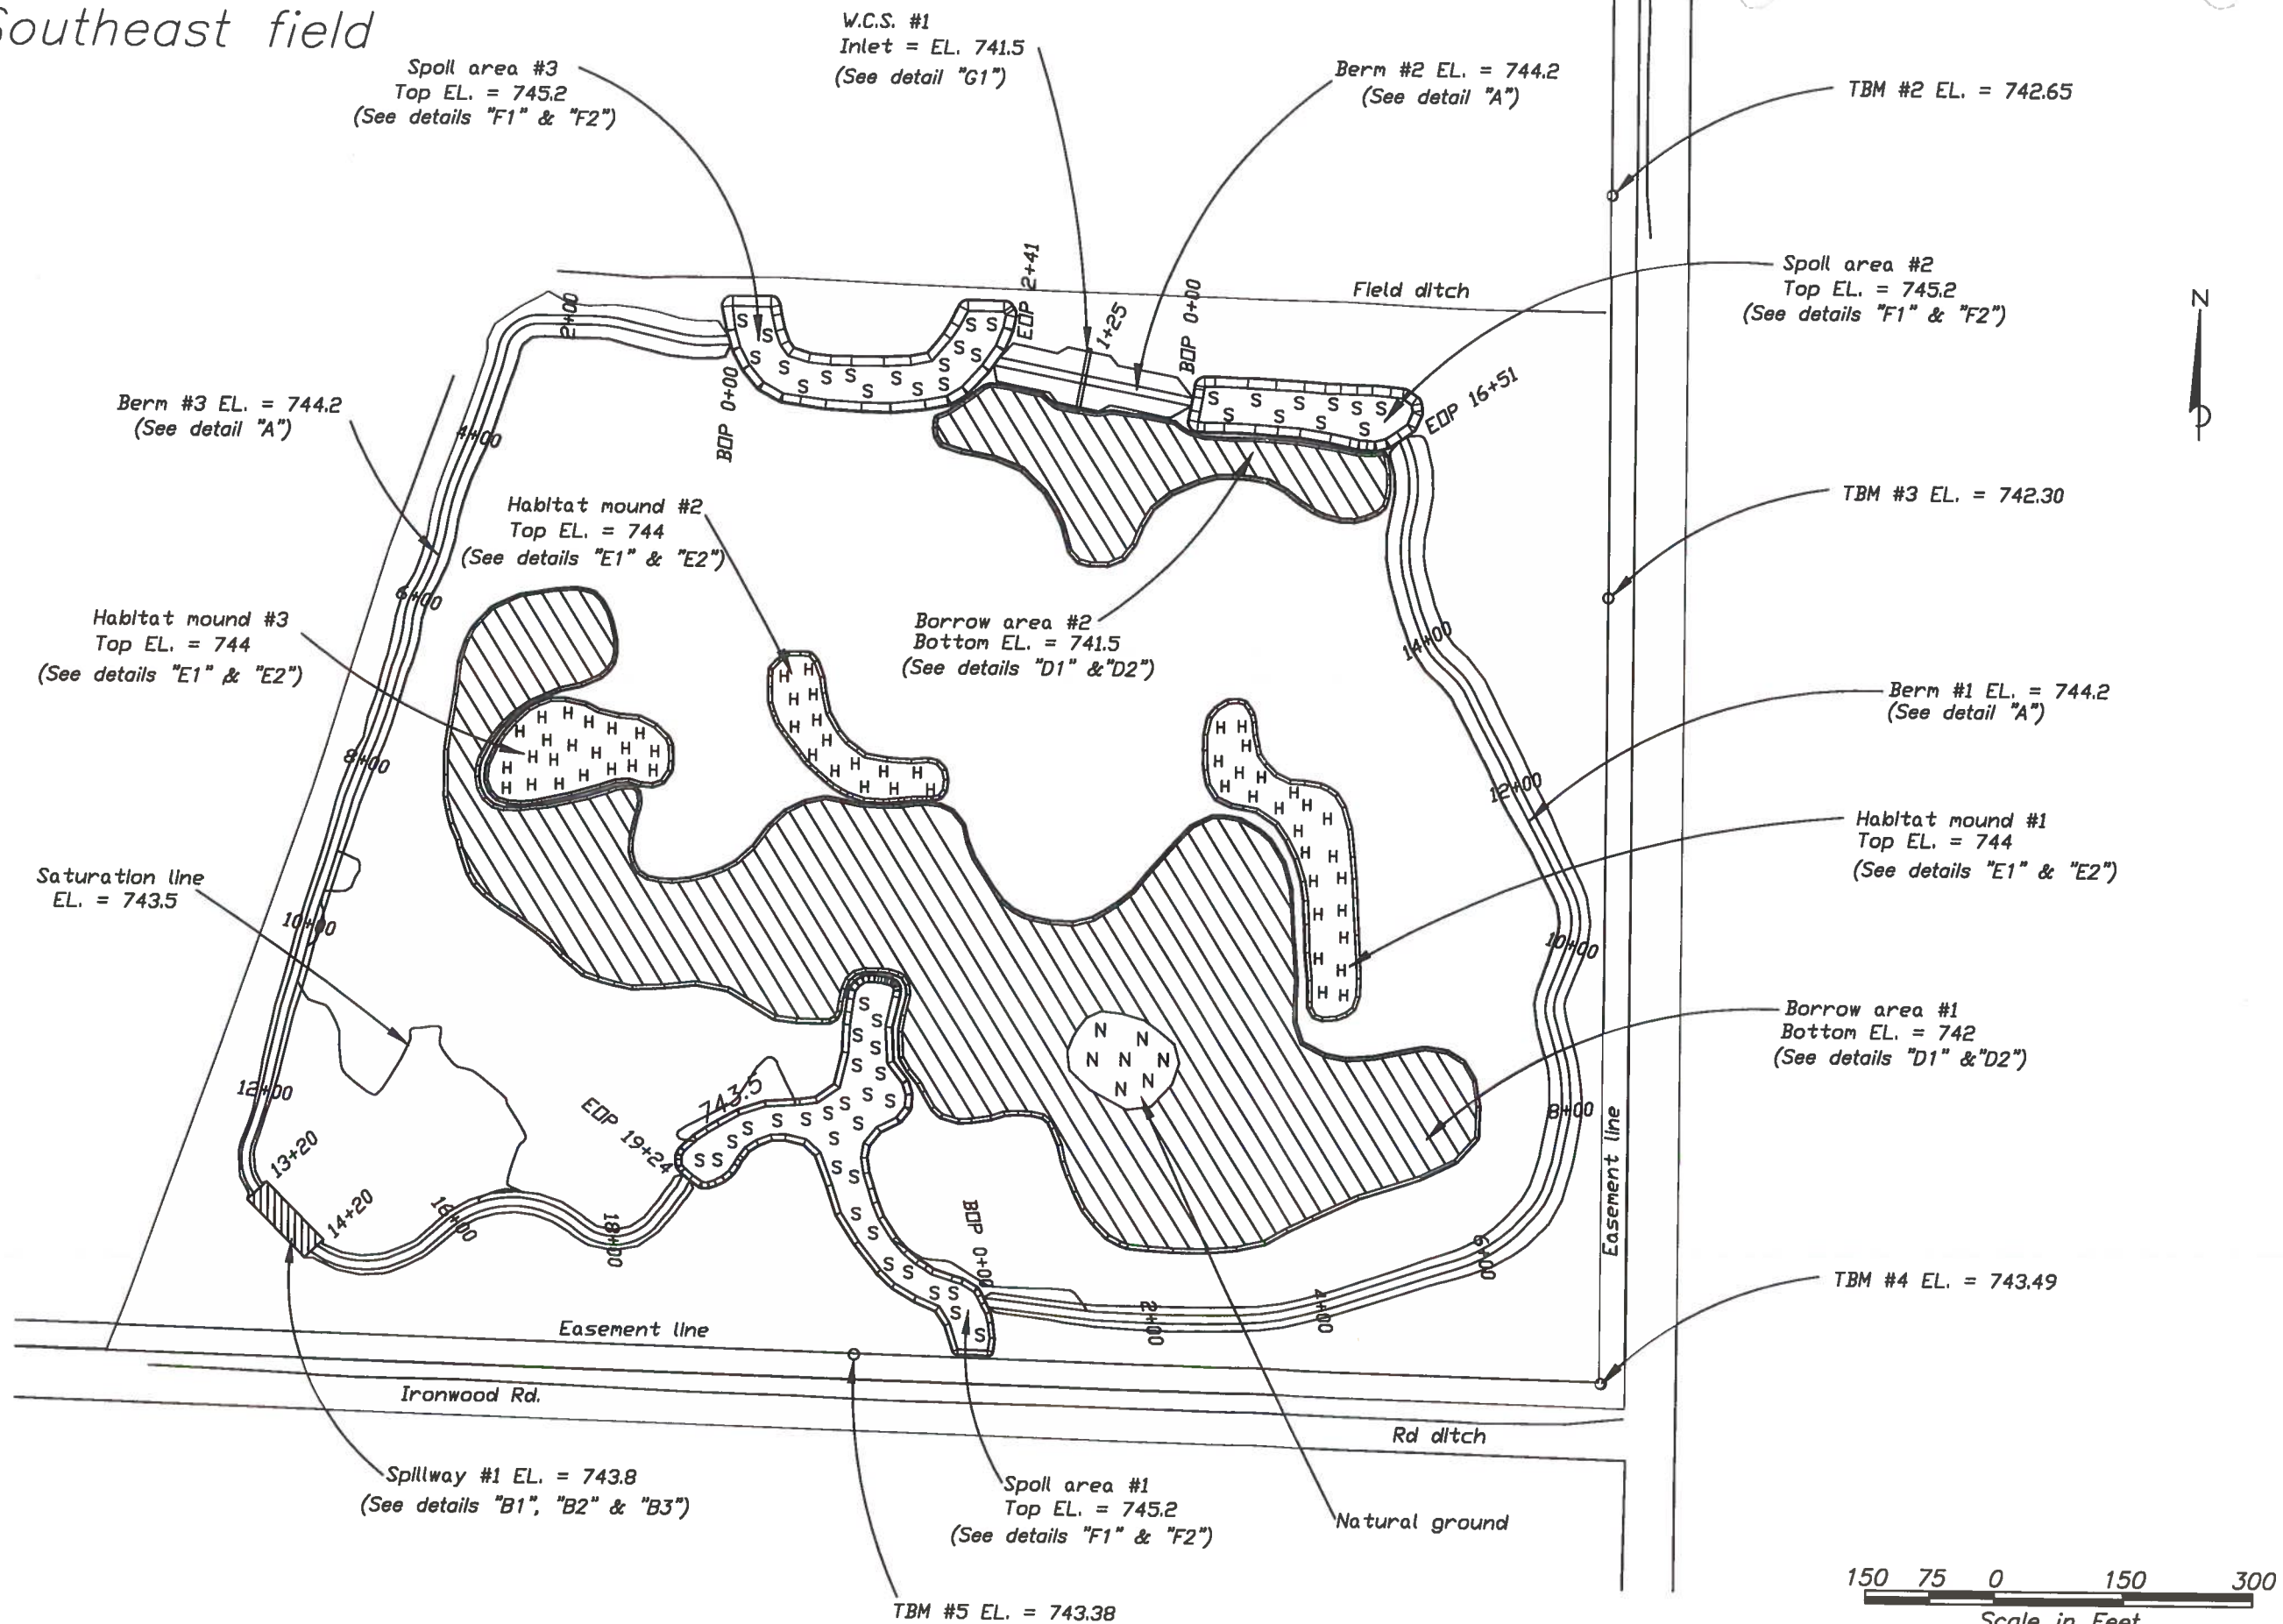 Southeast field
W.C.S. #1
Inlet = EL. 741.5
(See detail "G1")
Spoil area #3
Top EL. = 745.2
(See details "F1" & "F2")
Berm #2 EL. = 744.2
(See detail "A")
TBM #2 EL. = 742.65
Spoil area #2
Top EL. = 745.2
(See details "F1" & "F2")
N
Field ditch
2+00
EOP 2+41
1+25
BOP 0+00
BOP 0+00
EOP 16+51
S S S S S S S S S S S S S S S S
S S S S S S S S S S
Berm #3 EL. = 744.2
(See detail "A")
4+00
TBM #3 EL. = 742.30
Habitat mound #2
Top EL. = 744
(See details "E1" & "E2")
6+00
Habitat mound #3
Top EL. = 744
(See details "E1" & "E2")
Borrow area #2
Bottom EL. = 741.5
(See details "D1" &"D2")
14+00
Berm #1 EL. = 744.2
(See detail "A")
H H H H H H H H H H H H H H H H H H H
H H H H H H H H H H H H H
H H H H H H H H H H H H H H H H H H H H H H H H
8+00
12+00
Habitat mound #1
Top EL. = 744
(See details "E1" & "E2")
Saturation line
EL. = 743.5
10+00
10+00
Borrow area #1
Bottom EL. = 742
(See details "D1" &"D2")
N
N
N N N
N N
12+00
743.5
8+00
EOP 19+24
S S S S S S S S S S S S S S S S S S S S S S S S S S S S
13+20
14+20
16+00
18+00
BOP 0+00
2+00
4+00
6+00
Easement line
TBM #4 EL. = 743.49
Easement line
Ironwood Rd.
Rd ditch
Spillway #1 EL. = 743.8
(See details "B1", "B2" & "B3")
Spoil area #1
Top EL. = 745.2
(See details "F1" & "F2")
Natural ground
TBM #5 EL. = 743.38
150 75 0 150 300
Scale in Feet